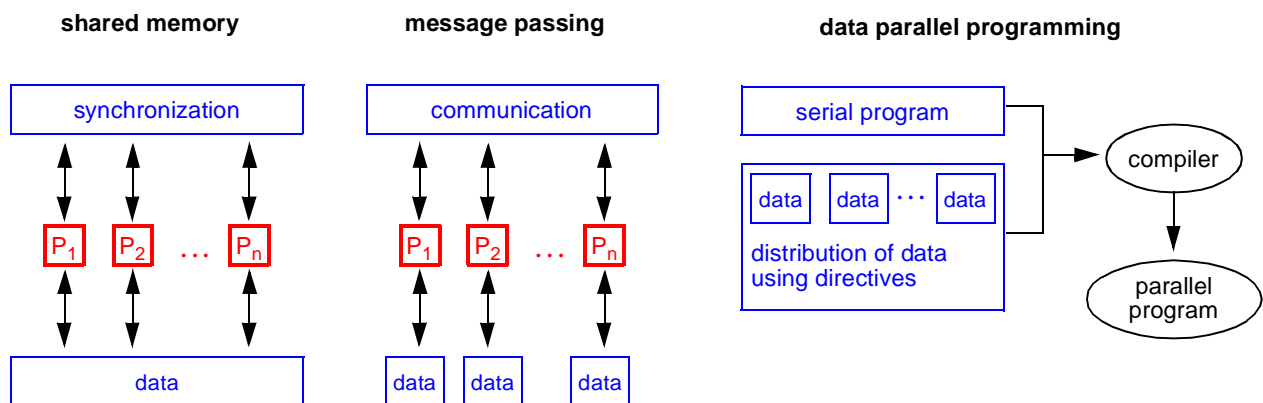 shared memory
synchronization
P1 P2 ... Pn
data
message passing
communication
P1 P2 ... Pn
data data data
data parallel programming
serial program
data data ... data
distribution of data
using directives
compiler
parallel
program